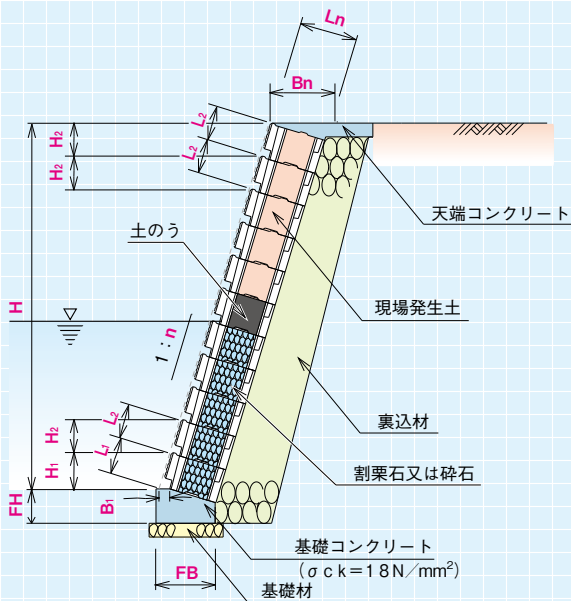 Ln
Bn
L₂
H₂
L₂
H₂
天端コンクリート
土のう
現場発生土
H
1:n
裏込材
L₂
H₂
L₁
H₁
割栗石又は砕石
FH
B₁
基礎コンクリート
(σck=18N/mm²)
FB
基礎材